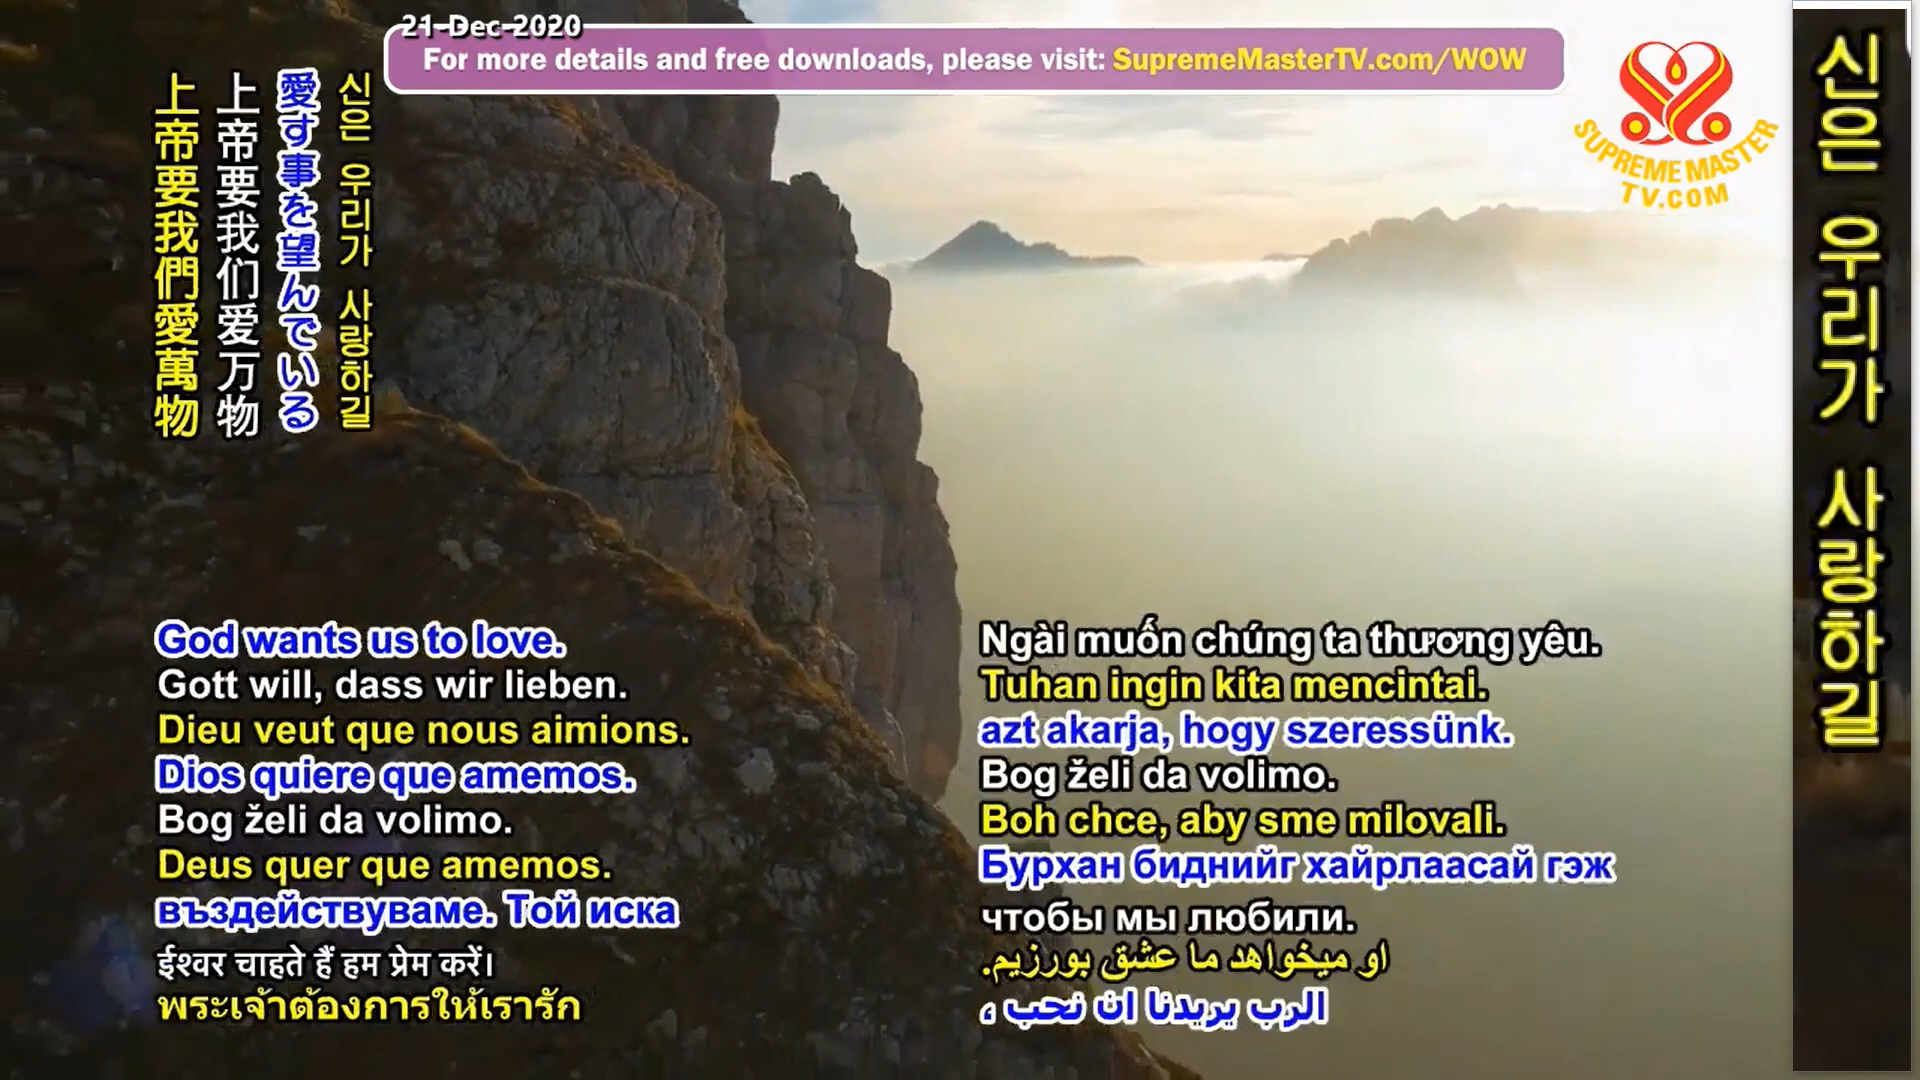 21-Dec-2020
For more details and free downloads, please visit: SupremeMasterTV.com/WOW
SUPREME MASTER
TV.COM
신은 우리가 사랑하길
신은 우리가 사랑하길
愛す事を望んでいる
上帝要我们爱万物
上帝要我們愛萬物
God wants us to love.
Gott will, dass wir lieben.
Dieu veut que nous aimions.
Dios quiere que amemos.
Bog želi da volimo.
Deus quer que amemos.
въздействуваме. Той иска
ईश्वर चाहते हैं हम प्रेम करें।
พระเจ้าต้องการให้เรารัก
Ngài muốn chúng ta thương yêu.
Tuhan ingin kita mencintai.
azt akarja, hogy szeressünk.
Bog želi da volimo.
Boh chce, aby sme milovali.
Бурхан биднийг хайрлаасай гэж
чтобы мы любили.
او میخواهد ما عشق بورزیم.
الرب يريدنا ان نحب ،